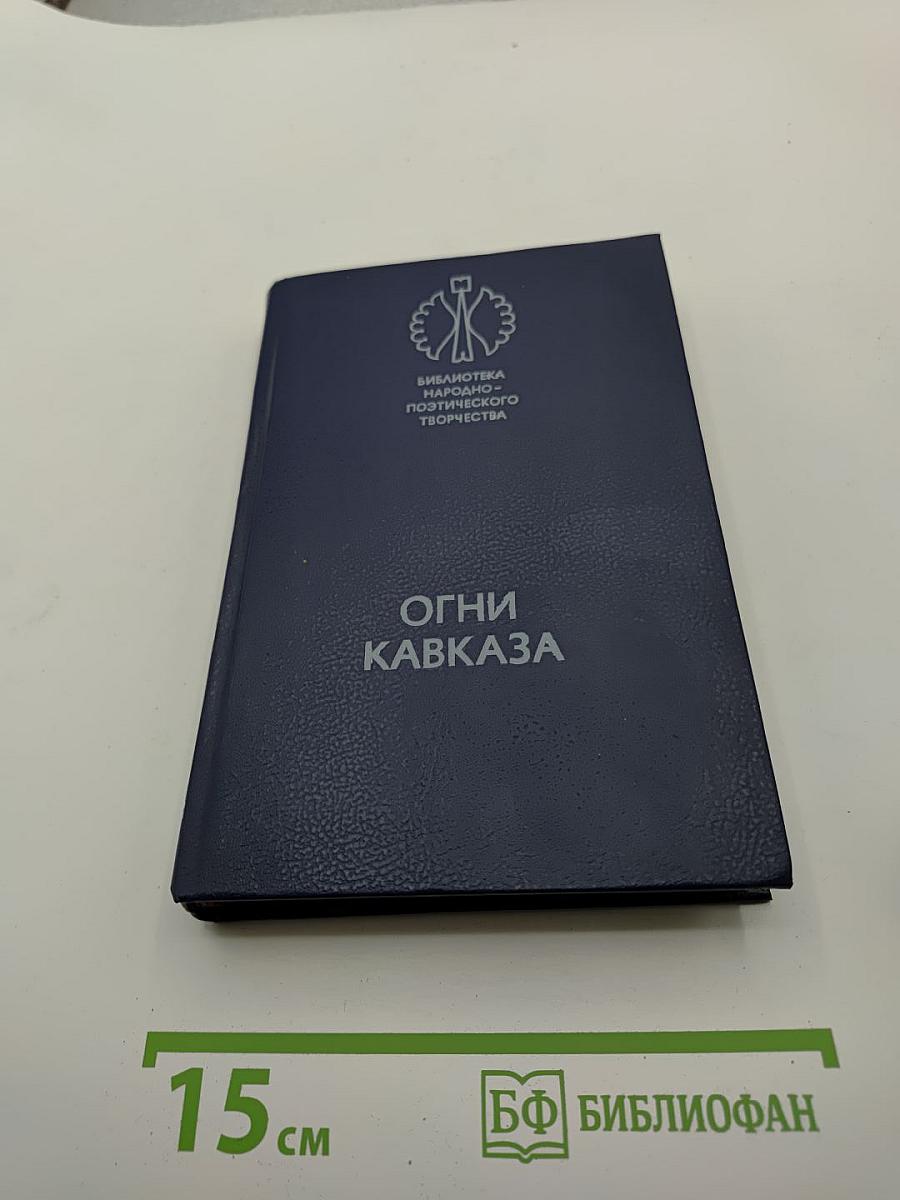 БИБЛИОТЕКА
НАРОДНО-
ПОЭТИЧЕСКОГО
ТВОРЧЕСТВА
ОГНИ
КАВКАЗА
15 см
БФ БИБЛИОФАН